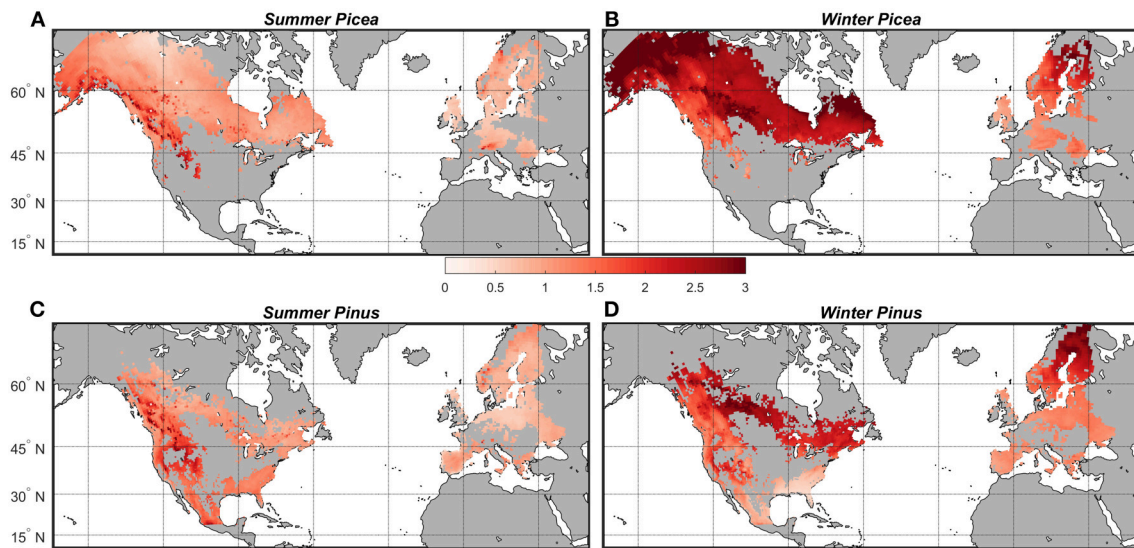 A
Summer Picea
B
Winter Picea
60° N
45° N
30° N
15° N
0 0.5 1 1.5 2 2.5 3
C
Summer Pinus
D
Winter Pinus
60° N
45° N
30° N
15° N